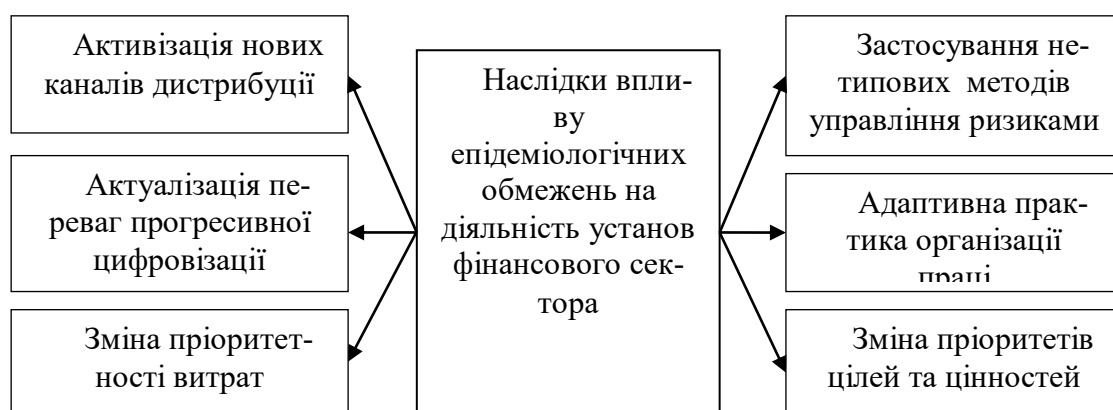 Активізація нових
каналів дистрибуції
Актуалізація пе-
реваг прогресивної
цифровізації
Зміна пріоритет-
ності витрат
Наслідки впли-
ву
епідеміологічних
обмежень на
діяльність установ
фінансового сек-
тора
Застосування не-
типових методів
управління ризиками
Адаптивна прак-
тика організації
праці
Зміна пріоритетів
цілей та цінностей